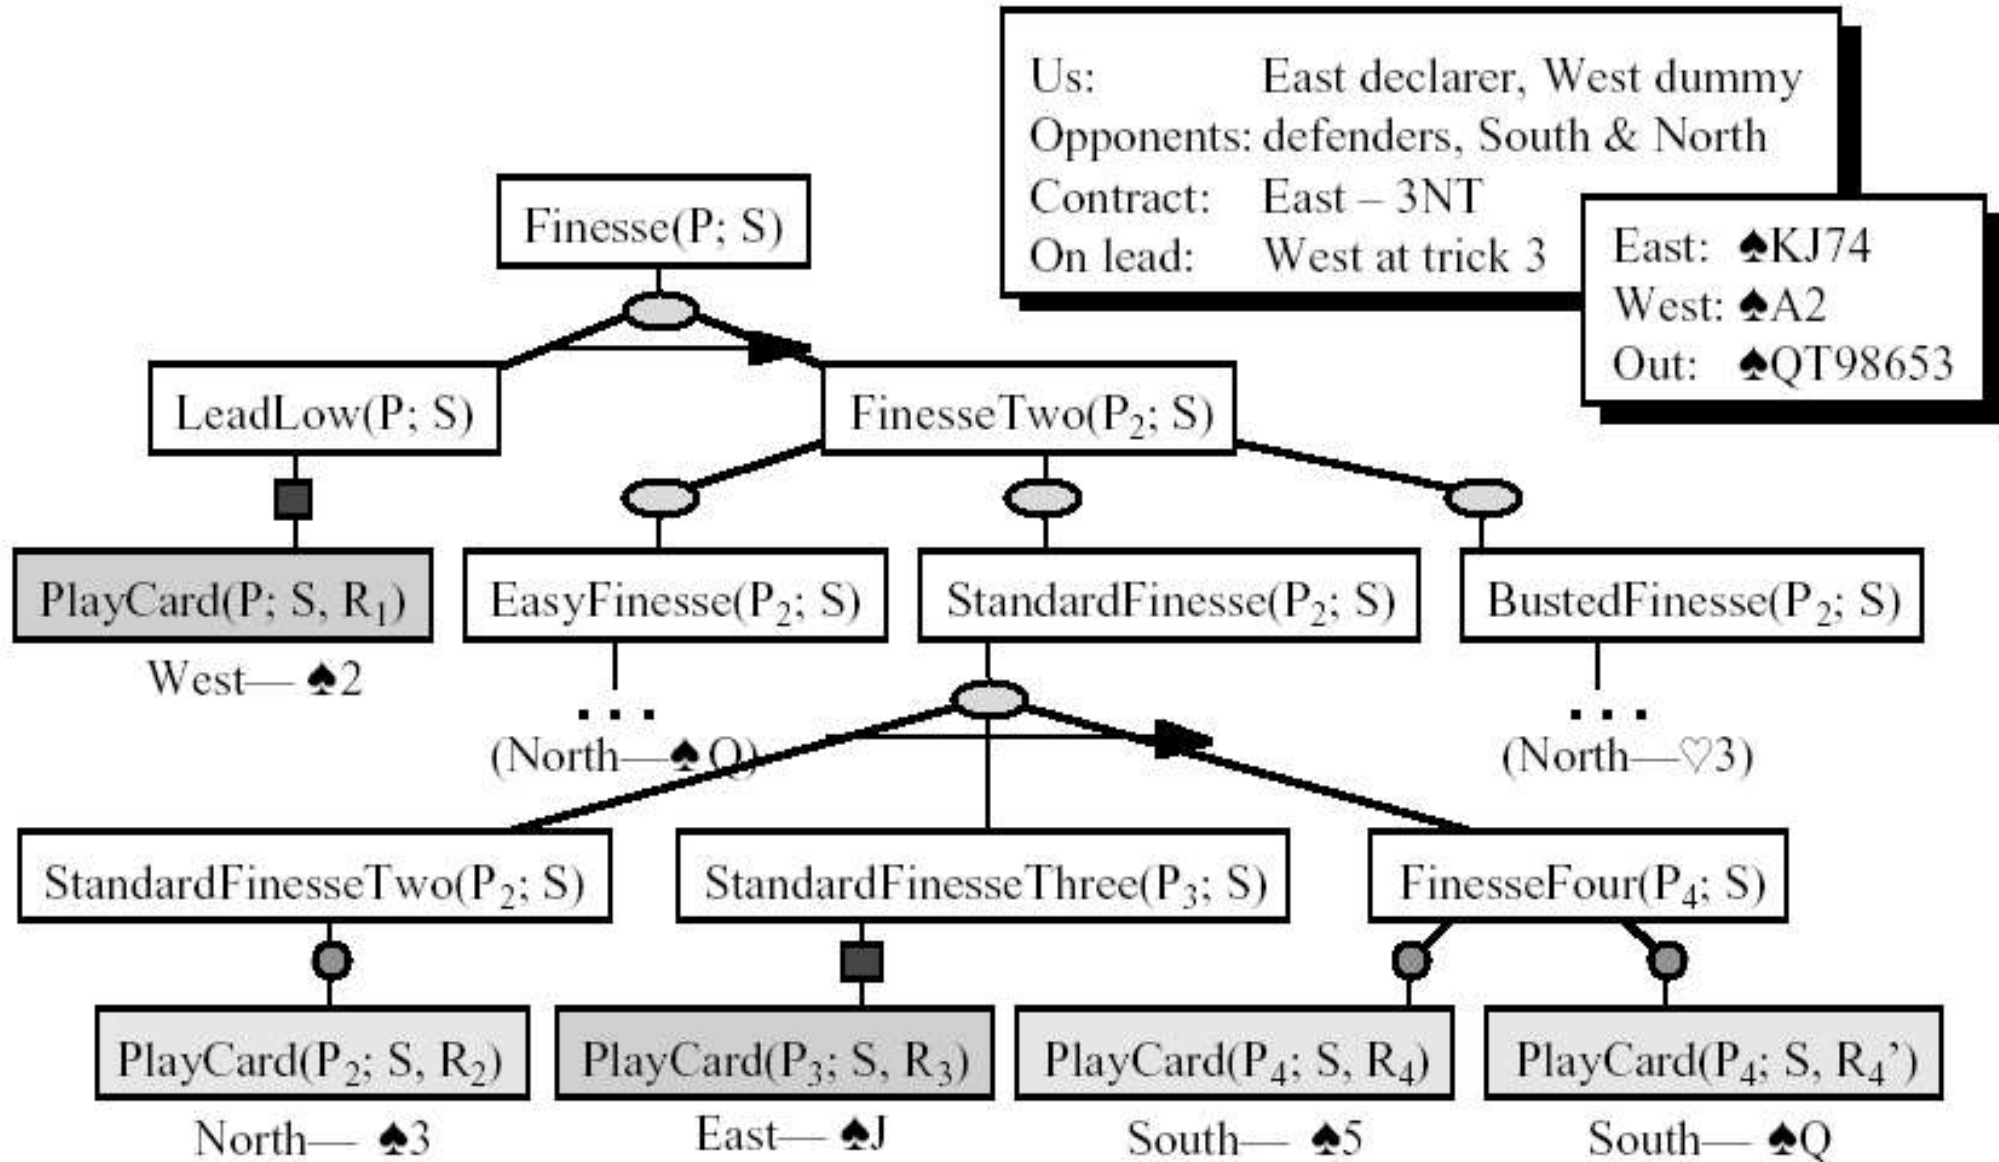 Us: East declarer, West dummy
Opponents: defenders, South & North
Contract: East – 3NT
On lead: West at trick 3
East: ♠KJ74
West: ♠A2
Out: ♠QT98653
Finesse(P; S)
LeadLow(P; S)
FinesseTwo(P₂; S)
PlayCard(P; S, R₁)
EasyFinesse(P₂; S)
StandardFinesse(P₂; S)
BustedFinesse(P₂; S)
West— ♠2
. . .
. . .
(North—♠Q)
(North—♡3)
StandardFinesseTwo(P₂; S)
StandardFinesseThree(P₃; S)
FinesseFour(P₄; S)
PlayCard(P₂; S, R₂)
PlayCard(P₃; S, R₃)
PlayCard(P₄; S, R₄)
PlayCard(P₄; S, R₄’)
North— ♠3
East— ♠J
South— ♠5
South— ♠Q